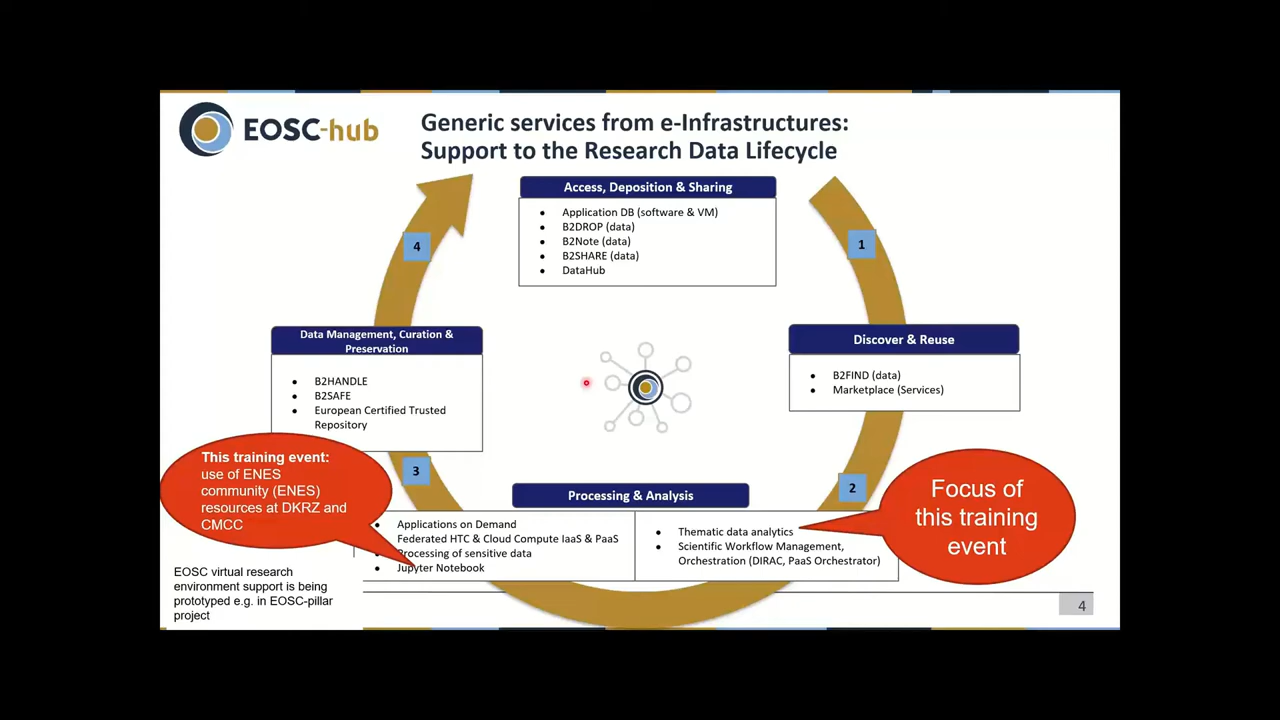 EOSC-hub
Generic services from e-Infrastructures:
Support to the Research Data Lifecycle
Access, Deposition & Sharing
• Application DB (software & VM)
• B2DROP (data)
• B2Note (data)
• B2SHARE (data)
• DataHub
1
4
Data Management, Curation &
Preservation
• B2HANDLE
• B2SAFE
• European Certified Trusted
Repository
Discover & Reuse
• B2FIND (data)
• Marketplace (Services)
This training event:
use of ENES
community (ENES)
resources at DKRZ and
CMCC
3
2
Processing & Analysis
• Applications on Demand
Federated HTC & Cloud Compute IaaS & PaaS
• Processing of sensitive data
• Jupyter Notebook
• Thematic data analytics
• Scientific Workflow Management,
Orchestration (DIRAC, PaaS Orchestrator)
Focus of
this training
event
EOSC virtual research
environment support is being
prototyped e.g. in EOSC-pillar
project
4